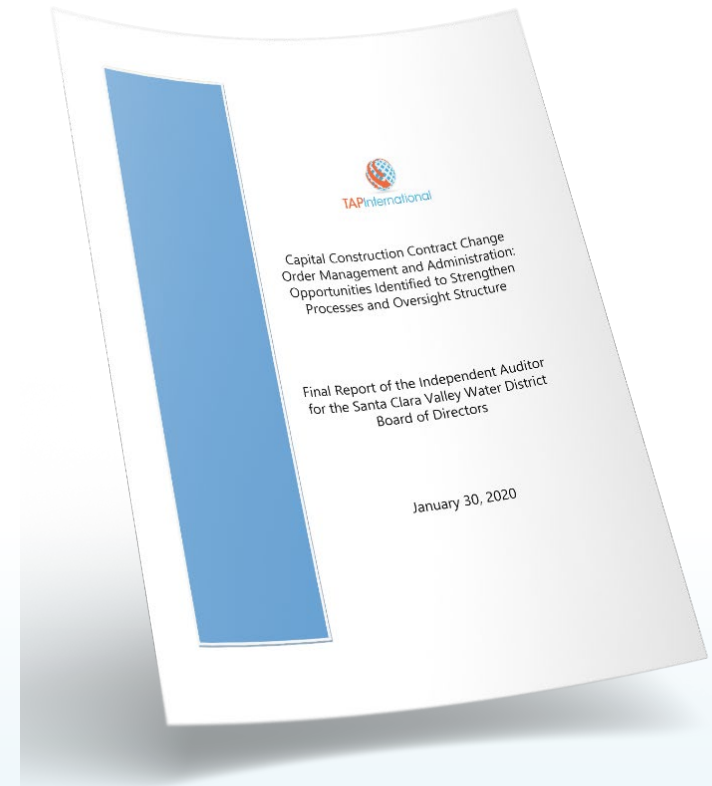 TAPInternational
Capital Construction Contract Change
Order Management and Administration:
Opportunities Identified to Strengthen
Processes and Oversight Structure
Final Report of the Independent Auditor
for the Santa Clara Valley Water District
Board of Directors
January 30, 2020